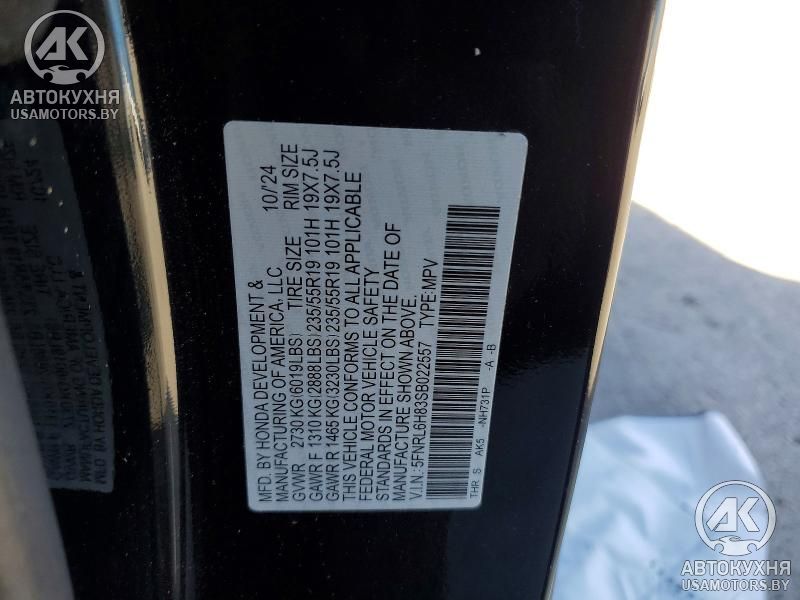 AK
АВТОКУХНЯ
USAMOTORS.BY
MFD. BY HONDA DEVELOPMENT &
MANUFACTURING OF AMERICA, LLC 10/'24
GVWR 2730 KG(6019LBS) TIRE SIZE RIM SIZE
GAWR F 1310 KG(2888LBS)235/55R19 101H 19X7.5J
GAWR R 1465 KG(3230LBS)235/55R19 101H 19X7.5J
THIS VEHICLE CONFORMS TO ALL APPLICABLE
FEDERAL MOTOR VEHICLE SAFETY
STANDARDS IN EFFECT ON THE DATE OF
MANUFACTURE SHOWN ABOVE.
V.I.N.:5FNRL6H83SB022557 TYPE:MPV
THR S AK5 -NH731P -A -B
AK
АВТОКУХНЯ
USAMOTORS.BY